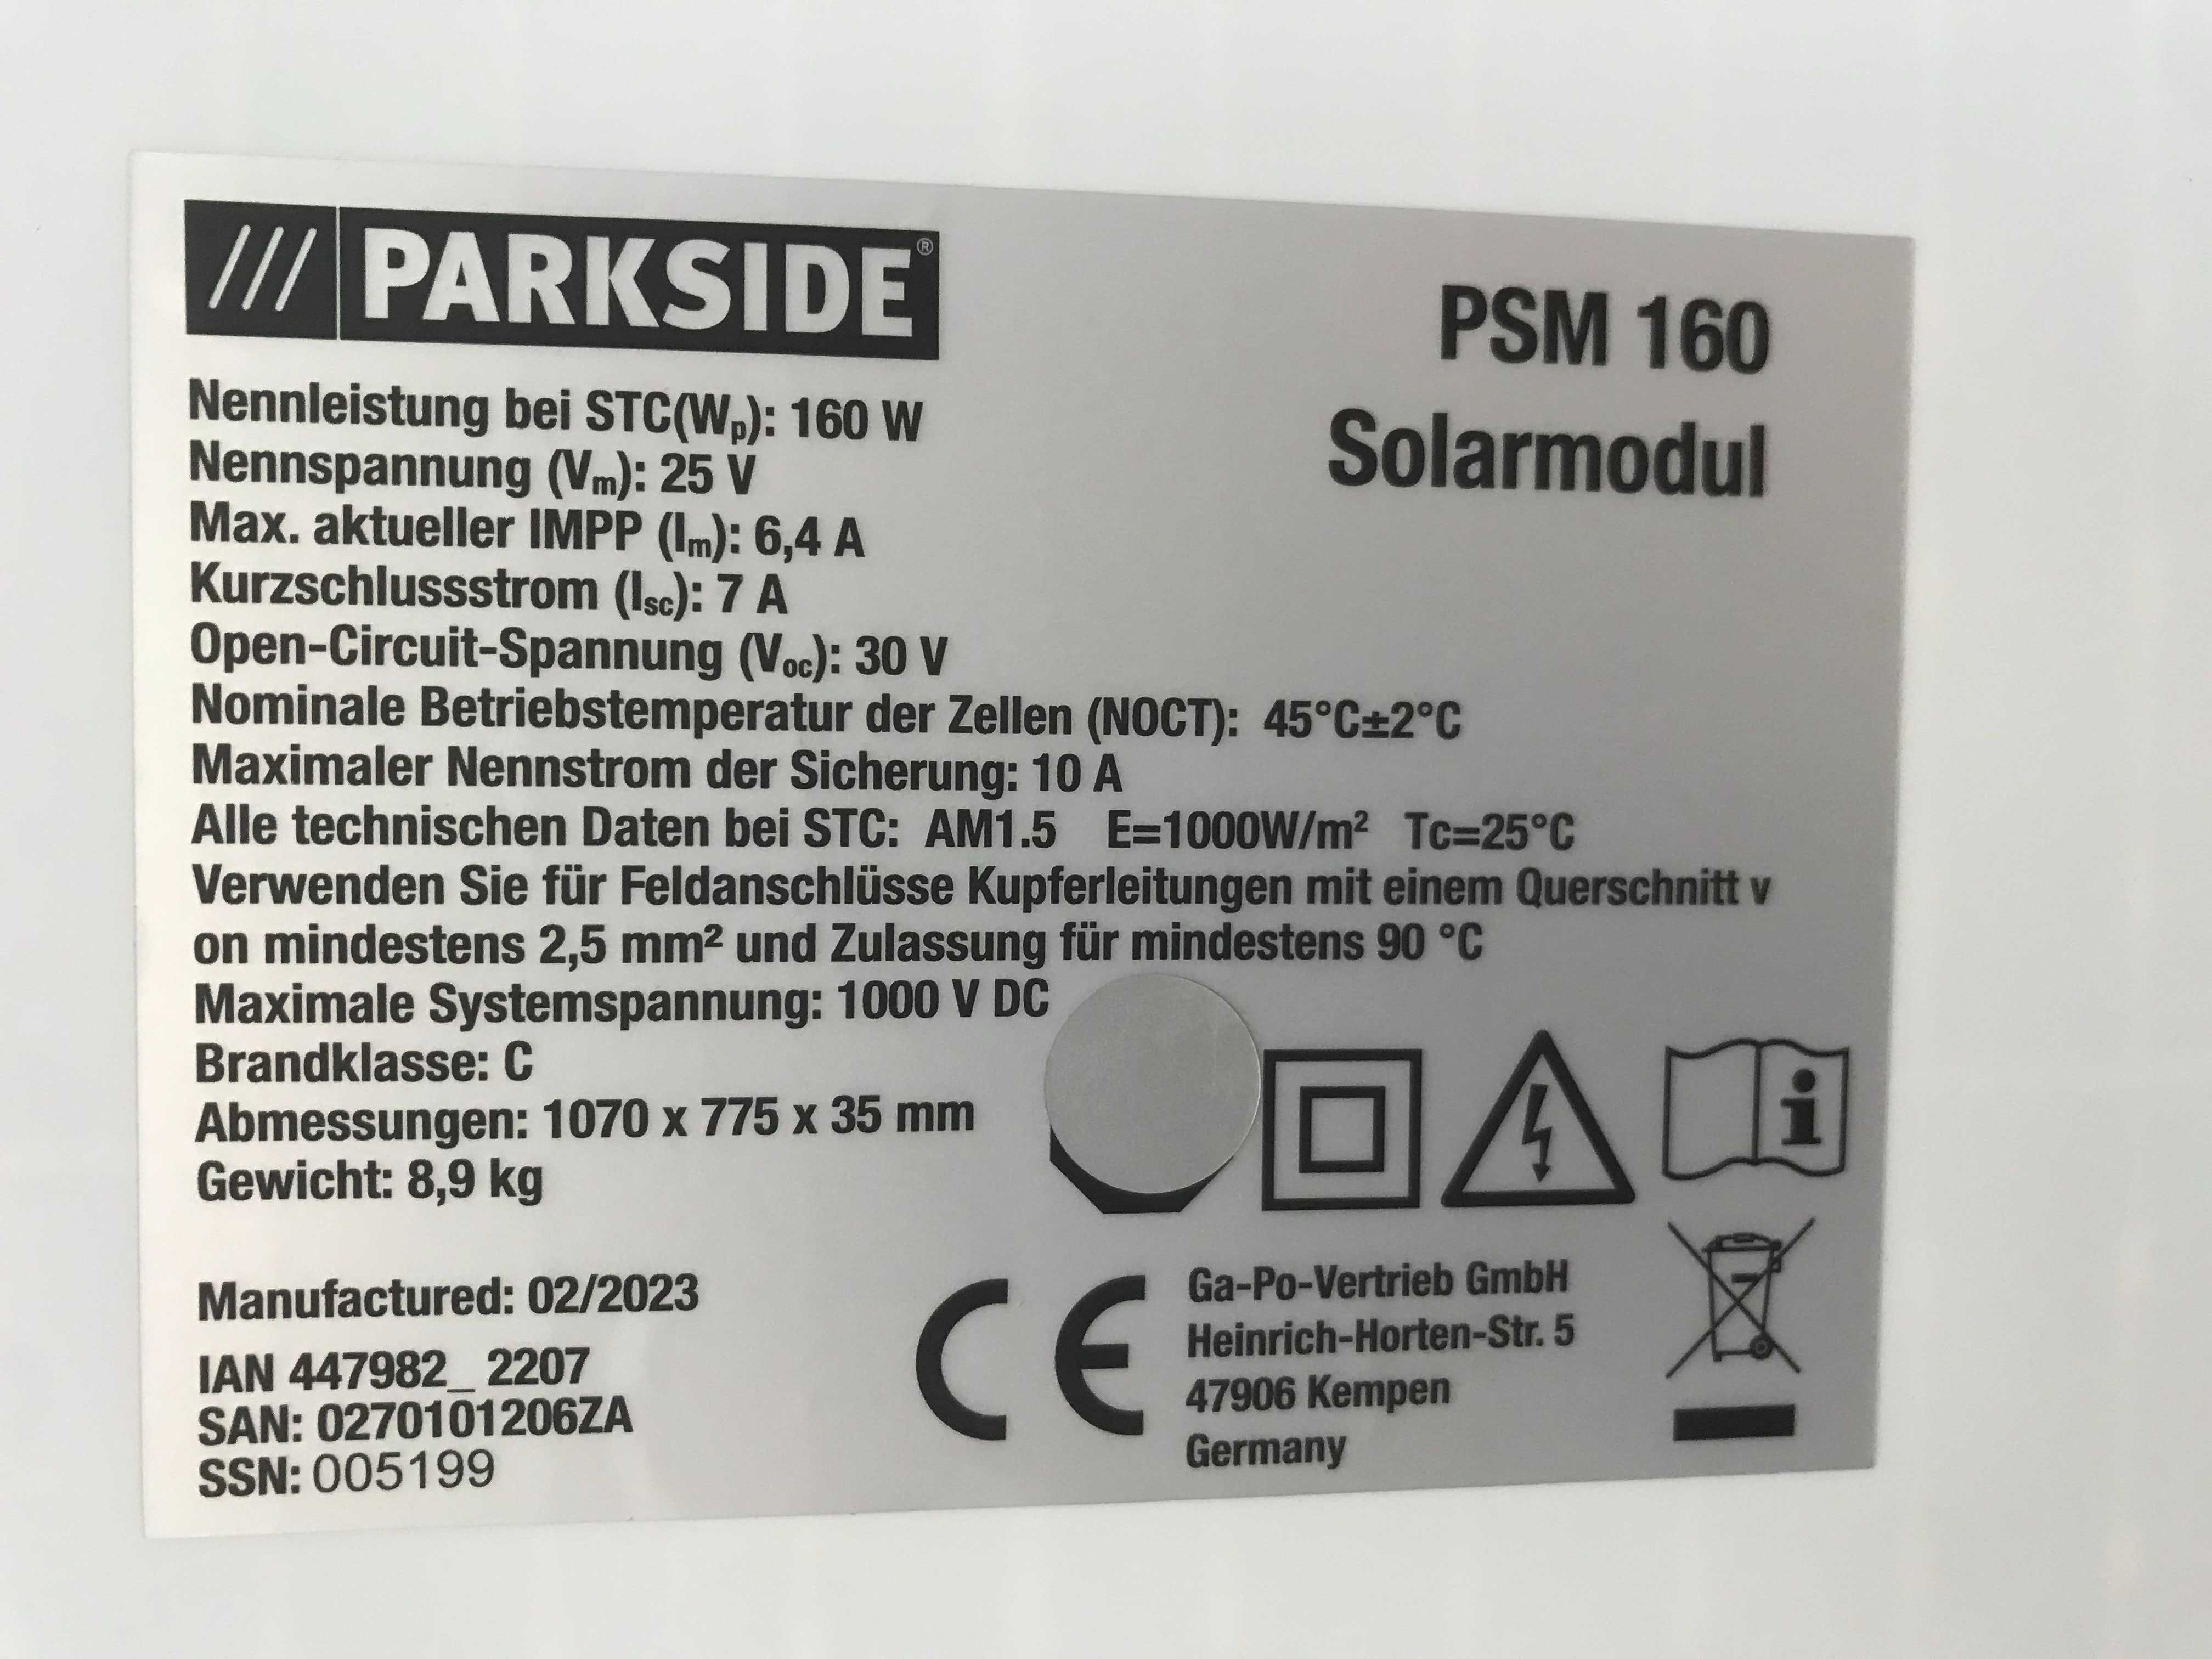 /// PARKSIDE®
PSM 160
Solarmodul
Nennleistung bei STC(Wp): 160 W
Nennspannung (Vm): 25 V
Max. aktueller IMPP (Im): 6,4 A
Kurzschlussstrom (Isc): 7 A
Open-Circuit-Spannung (Voc): 30 V
Nominale Betriebstemperatur der Zellen (NOCT): 45°C±2°C
Maximaler Nennstrom der Sicherung: 10 A
Alle technischen Daten bei STC: AM1.5 E=1000W/m² Tc=25°C
Verwenden Sie für Feldanschlüsse Kupferleitungen mit einem Querschnitt v
on mindestens 2,5 mm² und Zulassung für mindestens 90 °C
Maximale Systemspannung: 1000 V DC
Brandklasse: C
Abmessungen: 1070 x 775 x 35 mm
Gewicht: 8,9 kg
i
Manufactured: 02/2023
IAN 447982_ 2207
SAN: 0270101206ZA
SSN: 005199
CE
Ga-Po-Vertrieb GmbH
Heinrich-Horten-Str. 5
47906 Kempen
Germany